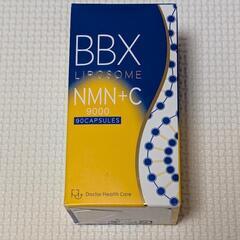 BBX
LIPOSOME
NMN+C
9000
90CAPSULES
Doctor Health Care